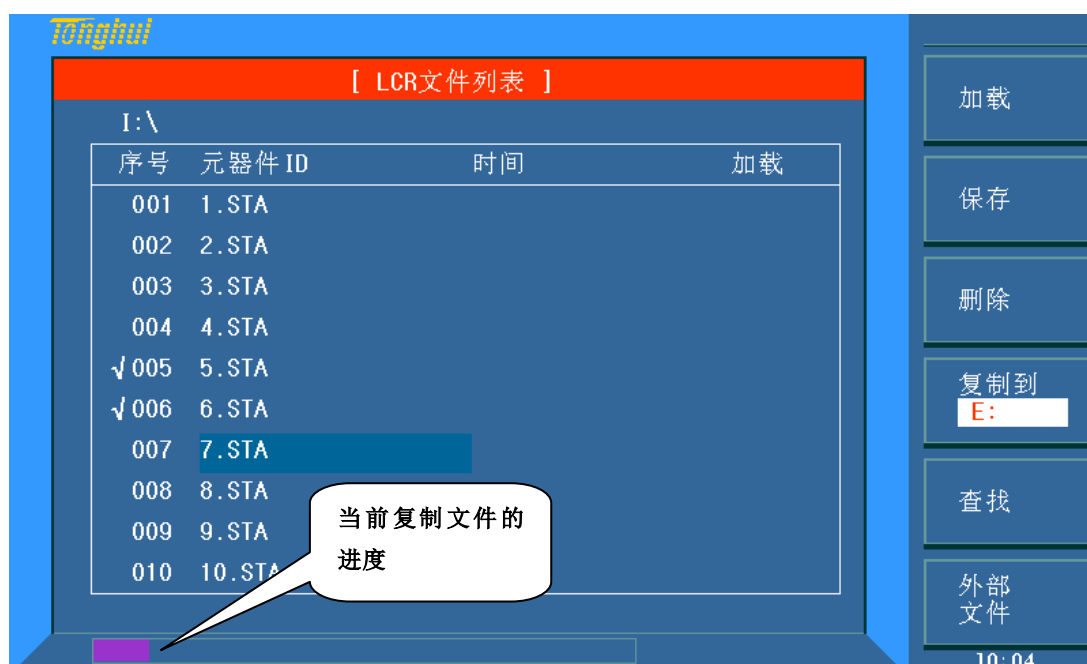 Tonghui
[ LCR文件列表 ]
I:\
序号 元器件ID 时间 加载
001 1.STA
002 2.STA
003 3.STA
004 4.STA
√ 005 5.STA
√ 006 6.STA
007 7.STA
008 8.STA
009 9.STA
010 10.STA
当前复制文件的
进度
加载
保存
删除
复制到
E:
查找
外部
文件
10:04